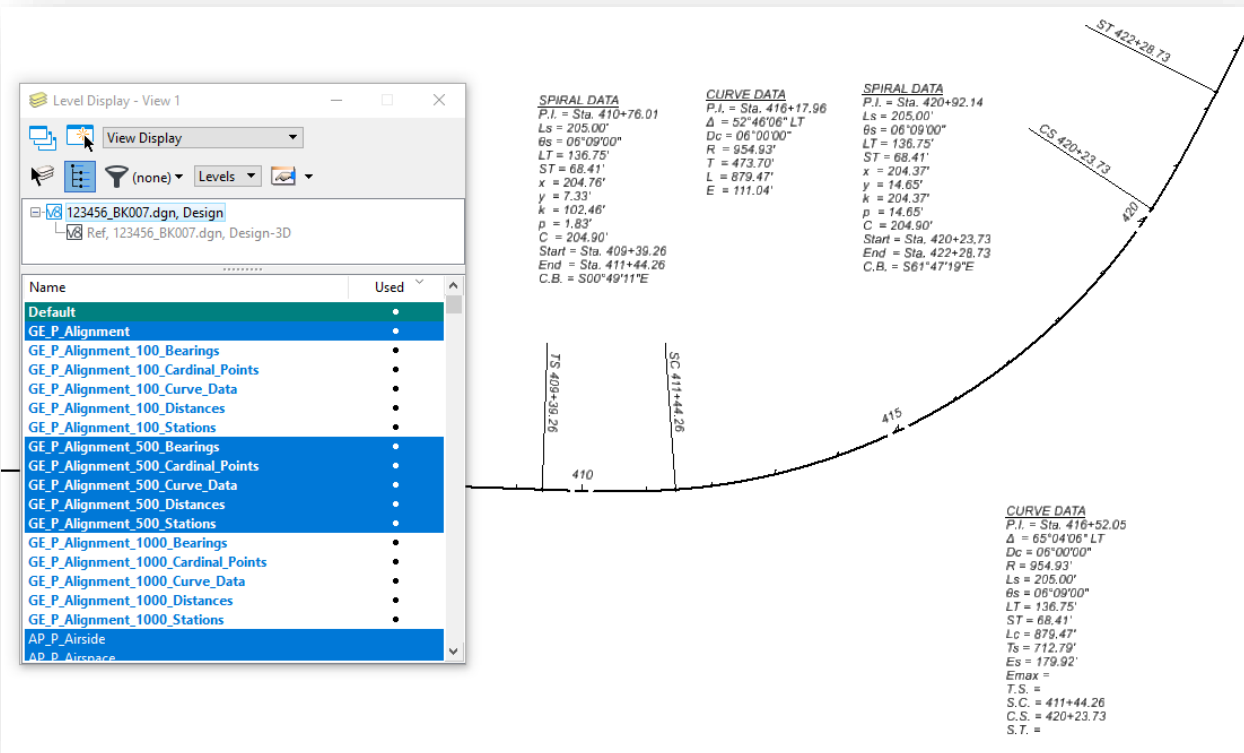 Level Display - View 1
View Display
(none)
Levels
123456_BK007.dgn, Design
Ref, 123456_BK007.dgn, Design-3D
Name Used
Default
GE_P_Alignment
GE_P_Alignment_100_Bearings
GE_P_Alignment_100_Cardinal_Points
GE_P_Alignment_100_Curve_Data
GE_P_Alignment_100_Distances
GE_P_Alignment_100_Stations
GE_P_Alignment_500_Bearings
GE_P_Alignment_500_Cardinal_Points
GE_P_Alignment_500_Curve_Data
GE_P_Alignment_500_Distances
GE_P_Alignment_500_Stations
GE_P_Alignment_1000_Bearings
GE_P_Alignment_1000_Cardinal_Points
GE_P_Alignment_1000_Curve_Data
GE_P_Alignment_1000_Distances
GE_P_Alignment_1000_Stations
AP_P_Airside
AP_P_Airspace
SPIRAL DATA
P.I. = Sta. 410+76.01
Ls = 205.00'
θs = 06°09'00"
LT = 136.75'
ST = 68.41'
x = 204.76'
y = 7.33'
k = 102.46'
p = 1.83'
C = 204.90'
Start = Sta. 409+39.26
End = Sta. 411+44.26
C.B. = S00°49'11"E
CURVE DATA
P.I. = Sta. 416+17.96
Δ = 52°46'06" LT
Dc = 06°00'00"
R = 954.93'
T = 473.70'
L = 879.47'
E = 111.04'
SPIRAL DATA
P.I. = Sta. 420+92.14
Ls = 205.00'
θs = 06°09'00"
LT = 136.75'
ST = 68.41'
x = 204.37'
y = 14.65'
k = 204.37'
p = 14.65'
C = 204.90'
Start = Sta. 420+23.73
End = Sta. 422+28.73
C.B. = S61°47'19"E
ST 422+28.73
CS 420+23.73
420
TS 409+39.26
SC 411+44.26
410
415
CURVE DATA
P.I. = Sta. 416+52.05
Δ = 65°04'06" LT
Dc = 06°00'00"
R = 954.93'
Ls = 205.00'
θs = 06°09'00"
LT = 136.75'
ST = 68.41'
Lc = 879.47'
Ts = 712.79'
Es = 179.92'
Emax =
T.S. =
S.C. = 411+44.26
C.S. = 420+23.73
S.T. =